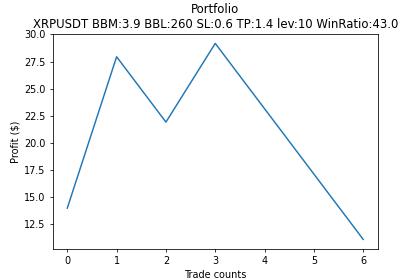 Portfolio
XRPUSDT BBM:3.9 BBL:260 SL:0.6 TP:1.4 lev:10 WinRatio:43.0
30.0
27.5
25.0
22.5
20.0
17.5
15.0
12.5
Profit ($)
0 1 2 3 4 5 6
Trade counts